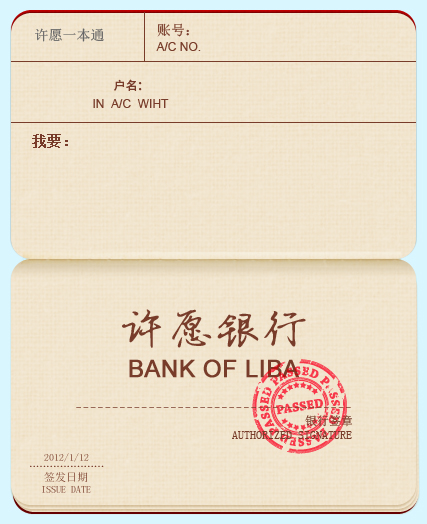 许愿一本通
账号：
A/C NO.
户名：
IN A/C WIHT
我要：
许愿银行
BANK OF LIBA
PASSED PASSED PASSED
PASSED
银行签章
AUTHORIZED SIGNATURE
2012/1/12
签发日期
ISSUE DATE